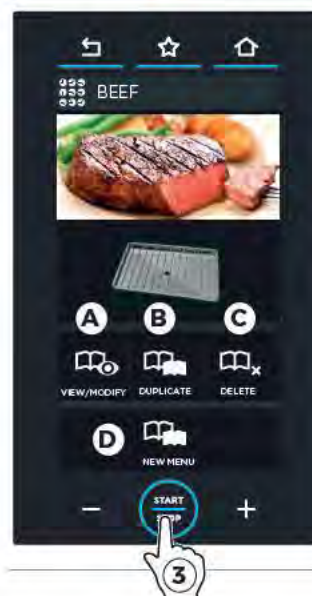 BEEF
A B C
VIEW/MODIFY DUPLICATE DELETE
D
NEW MENU
− START +
3